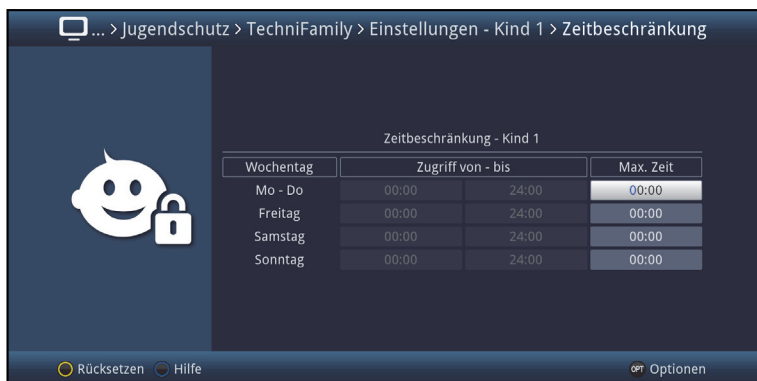 ... > Jugendschutz > TechniFamily > Einstellungen - Kind 1 > Zeitbeschränkung
Zeitbeschränkung - Kind 1
Wochentag Zugriff von - bis Max. Zeit
Mo - Do 00:00 24:00 00:00
Freitag 00:00 24:00 00:00
Samstag 00:00 24:00 00:00
Sonntag 00:00 24:00 00:00
Rücksetzen Hilfe OPT Optionen